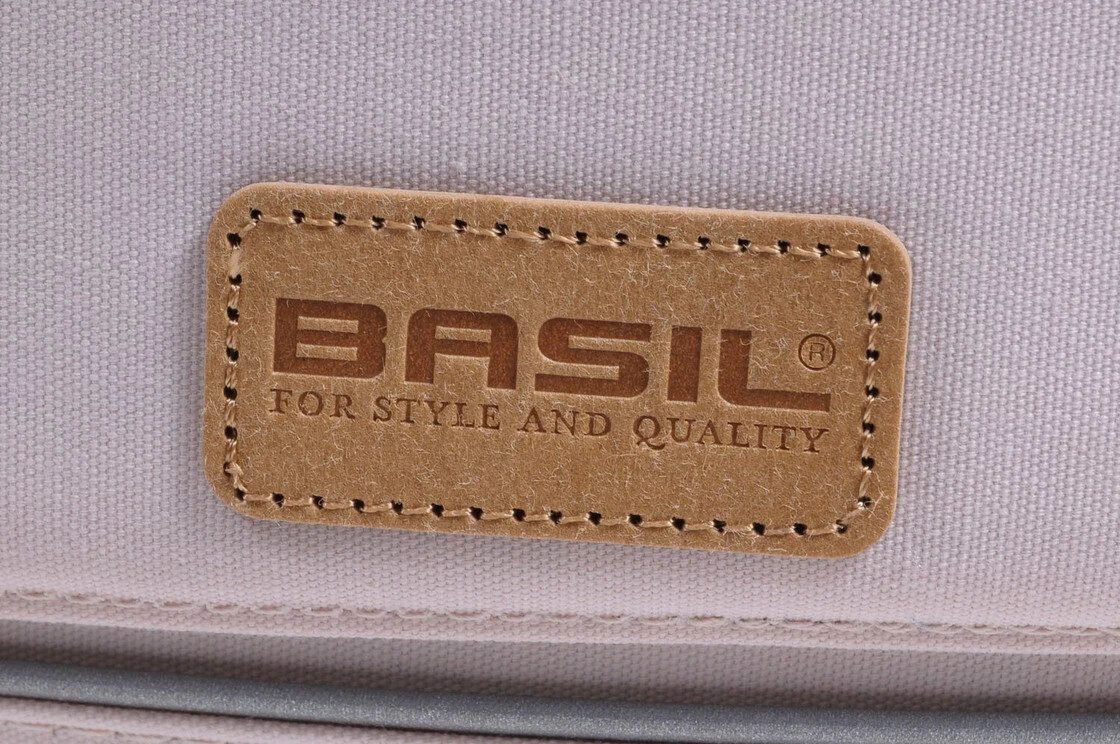 BASIL®
FOR STYLE AND QUALITY